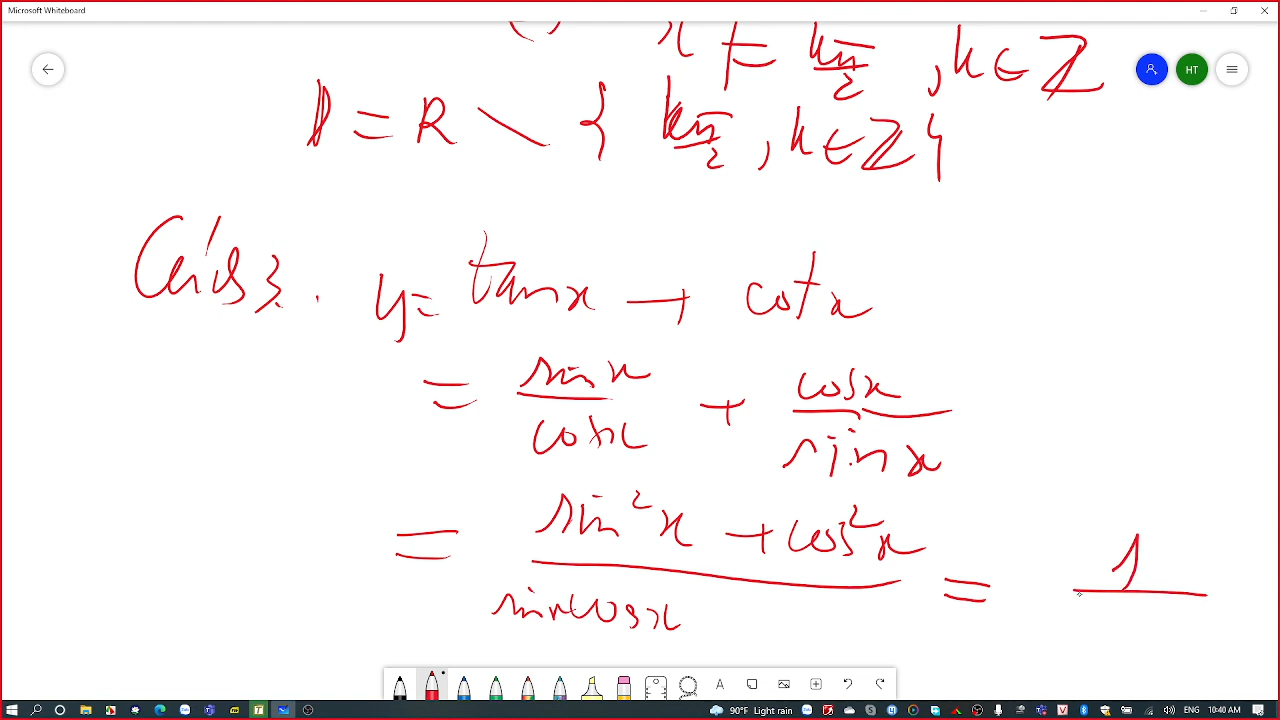 Microsoft Whiteboard
x ≠ kπ/2 , k ∈ Z
HT
D = R \ { kπ/2 , k ∈ Z }
Cách 3. y = tanx + cotx
= sinx/cosx + cosx/sinx
= sin²x + cos²x / sinxcosx = 1
A
90°F Light rain
ENG
10:40 AM